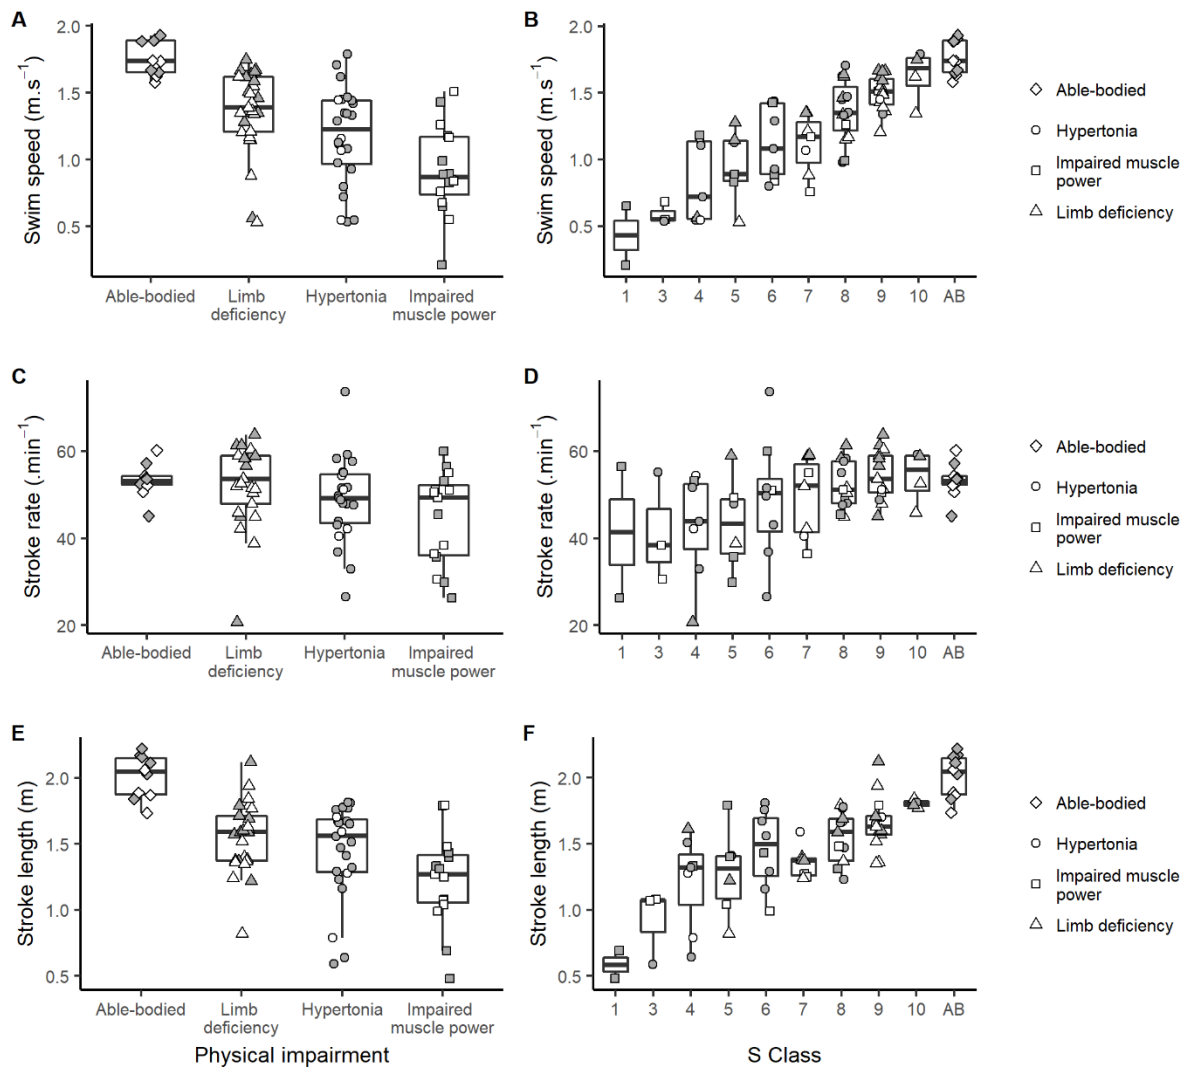 A
B
Swim speed (m.s⁻¹)
2.0
1.5
1.0
0.5
Able-bodied
Limb
deficiency
Hypertonia
Impaired
muscle power
Swim speed (m.s⁻¹)
2.0
1.5
1.0
0.5
1 3 4 5 6 7 8 9 10 AB
Able-bodied
Hypertonia
Impaired muscle
power
Limb deficiency
C
D
Stroke rate (.min⁻¹)
60
40
20
Able-bodied
Limb
deficiency
Hypertonia
Impaired
muscle power
Stroke rate (.min⁻¹)
60
40
20
1 3 4 5 6 7 8 9 10 AB
Able-bodied
Hypertonia
Impaired muscle
power
Limb deficiency
E
F
Stroke length (m)
2.0
1.5
1.0
0.5
Able-bodied
Limb
deficiency
Hypertonia
Impaired
muscle power
Physical impairment
Stroke length (m)
2.0
1.5
1.0
0.5
1 3 4 5 6 7 8 9 10 AB
S Class
Able-bodied
Hypertonia
Impaired muscle
power
Limb deficiency